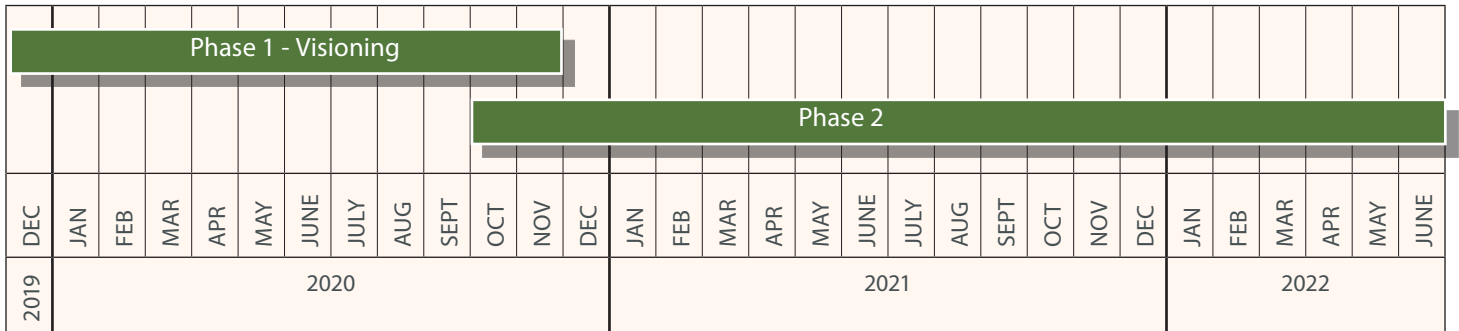 Phase 1 - Visioning
Phase 2
DEC JAN FEB MAR APR MAY JUNE JULY AUG SEPT OCT NOV DEC JAN FEB MAR APR MAY JUNE JULY AUG SEPT OCT NOV DEC JAN FEB MAR APR MAY JUNE
2019 2020 2021 2022